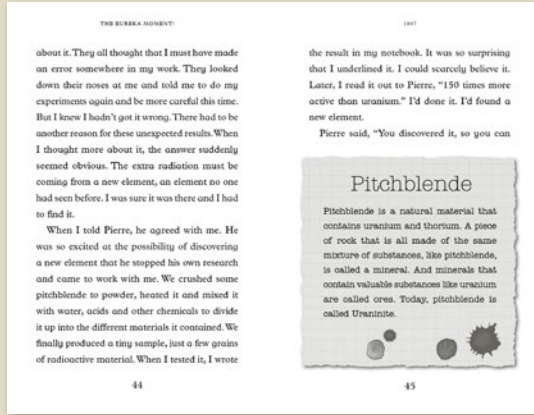 THE EUREKA MOMENT!
about it. They all thought that I must have made
an error somewhere in my work. They looked
down their noses at me and told me to do my
experiments again and be more careful this time.
But I knew I hadn't got it wrong. There had to be
another reason for these unexpected results. When
I thought more about it, the answer suddenly
seemed obvious. The extra radiation must be
coming from a new element, an element no one
had seen before. I was sure it was there and I had
to find it.
When I told Pierre, he agreed with me. He
was so excited at the possibility of discovering
a new element that he stopped his own research
and came to work with me. We crushed some
pitchblende to powder, heated it and mixed it
with water, acids and other chemicals to divide
it up into the different materials it contained. We
finally produced a tiny sample, just a few grains
of radioactive material. When I tested it, I wrote
44
1897
the result in my notebook. It was so surprising
that I underlined it. I could scarcely believe it.
Later, I read it out to Pierre, “150 times more
active than uranium.” I'd done it. I'd found a
new element.
Pierre said, “You discovered it, so you can
Pitchblende
Pitchblende is a natural material that
contains uranium and thorium. A piece
of rock that is all made of the same
mixture of substances, like pitchblende,
is called a mineral. And minerals that
contain valuable substances like uranium
are called ores. Today, pitchblende is
called Uraninite.
45